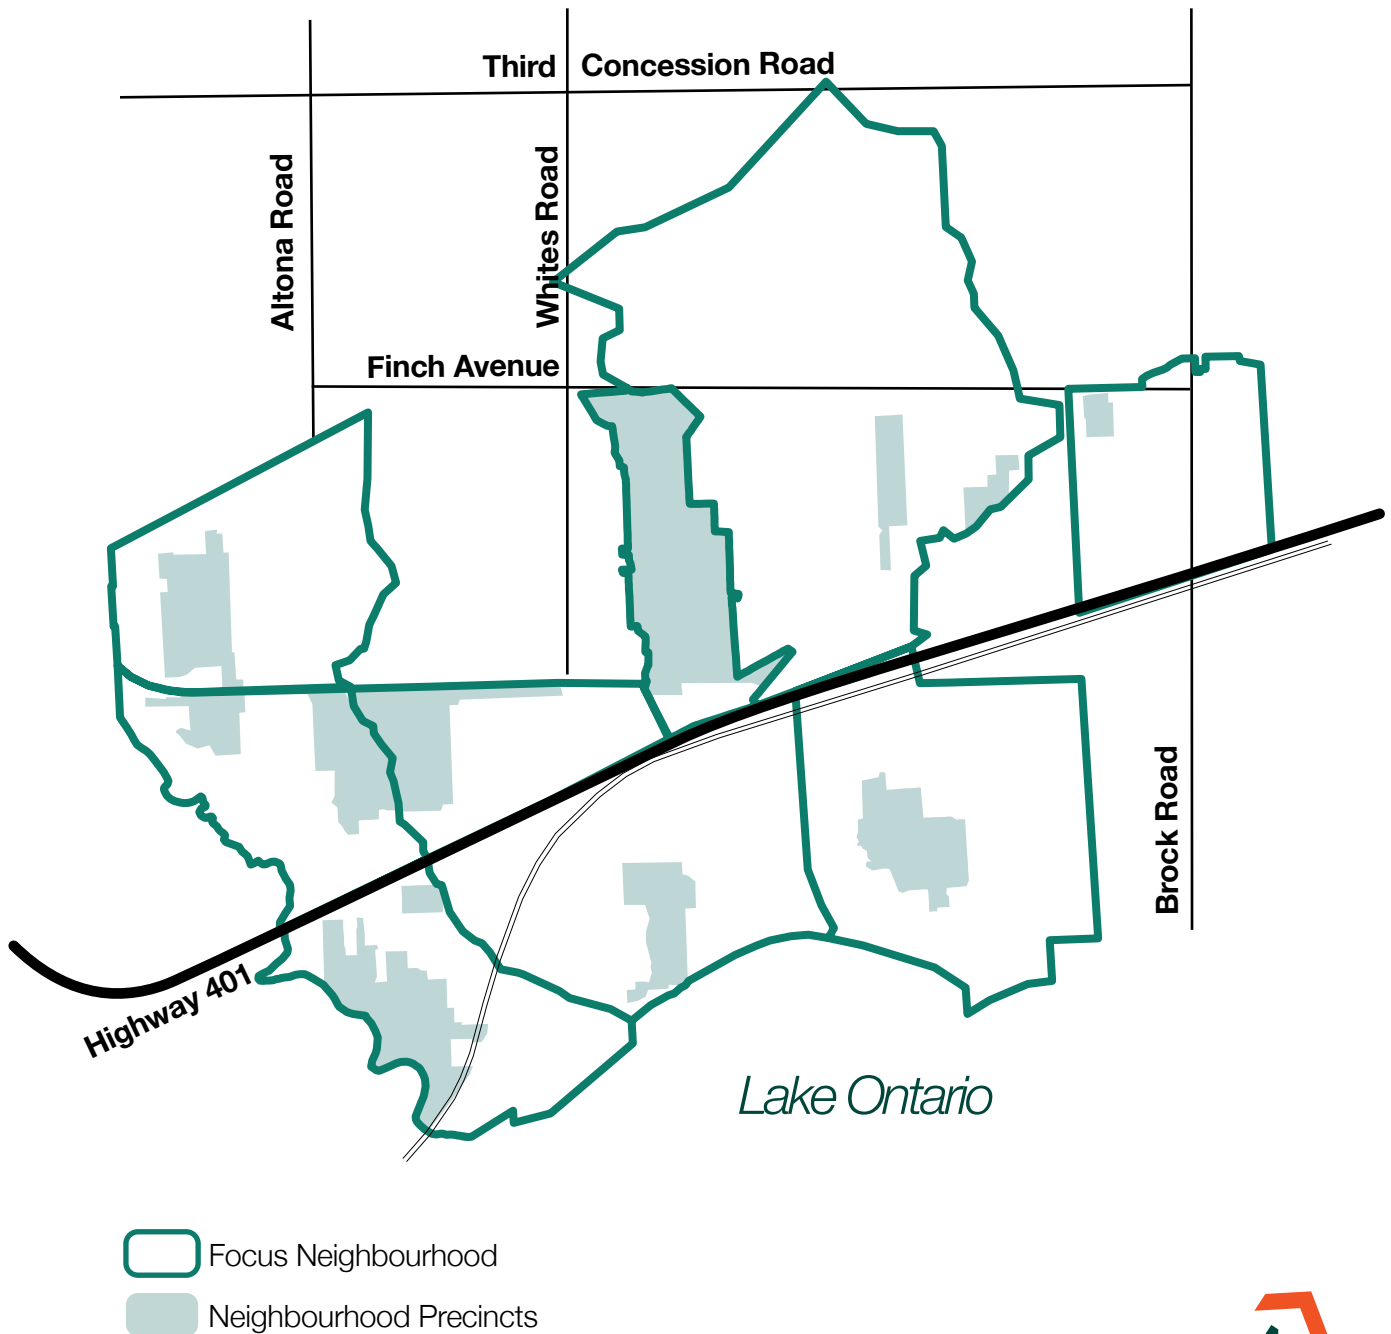 Third Concession Road
Altona Road
Whites Road
Finch Avenue
Brock Road
Highway 401
Lake Ontario
Focus Neighbourhood
Neighbourhood Precincts